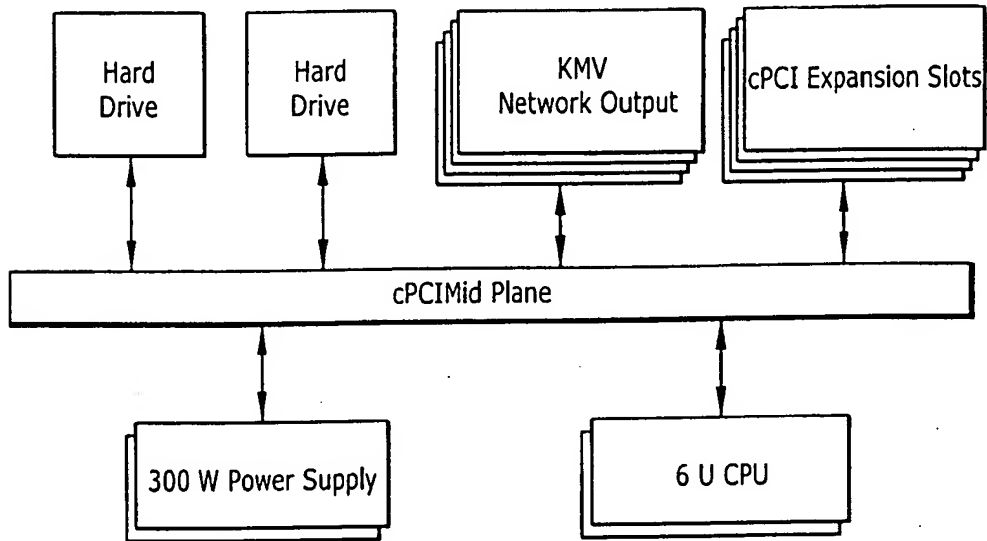 Hard
Drive
Hard
Drive
KMV
Network Output
cPCI Expansion Slots
cPCIMid Plane
300 W Power Supply
6 U CPU